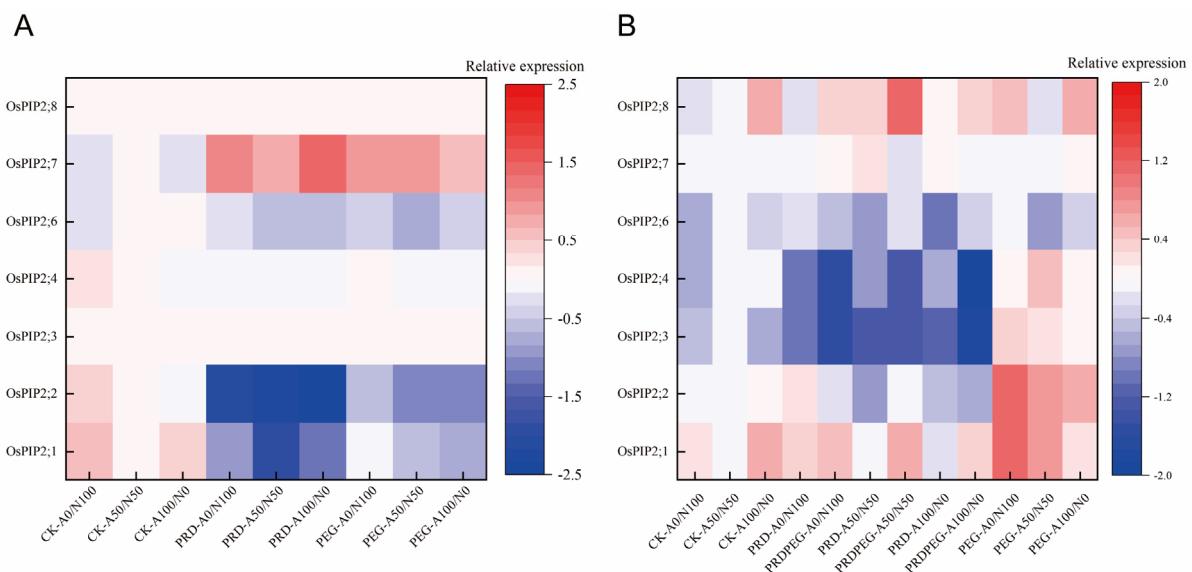 A
Relative expression
2.5
1.5
0.5
-0.5
-1.5
-2.5
OsPIP2;8
OsPIP2;7
OsPIP2;6
OsPIP2;4
OsPIP2;3
OsPIP2;2
OsPIP2;1
CK-A0/N100
CK-A50/N50
CK-A100/N0
PRD-A0/N100
PRD-A50/N50
PRD-A100/N0
PEG-A0/N100
PEG-A50/N50
PEG-A100/N0
B
Relative expression
2.0
1.2
0.4
-0.4
-1.2
-2.0
OsPIP2;8
OsPIP2;7
OsPIP2;6
OsPIP2;4
OsPIP2;3
OsPIP2;2
OsPIP2;1
CK-A0/N100
CK-A50/N50
CK-A100/N0
PRD-A0/N100
PRDPEG-A0/N100
PRD-A50/N50
PRDPEG-A50/N50
PRD-A100/N0
PRDPEG-A100/N0
PEG-A0/N100
PEG-A50/N50
PEG-A100/N0